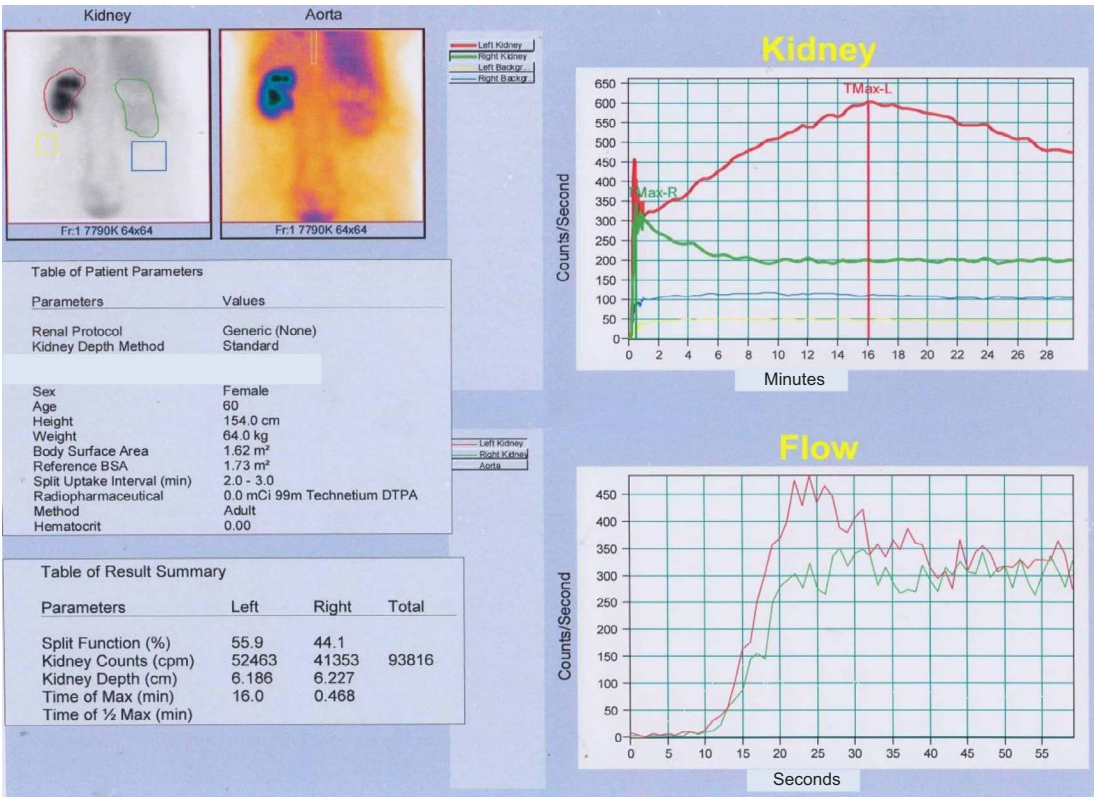 Kidney
Aorta
Fr:1 7790K 64x64
Fr:1 7790K 64x64
Left Kidney
Right Kidney
Left Backgr..
Right Backgr..
Kidney
TMax-L
TMax-R
Counts/Second
650
600
550
500
450
400
350
300
250
200
150
100
50
0
0 2 4 6 8 10 12 14 16 18 20 22 24 26 28
Minutes
Table of Patient Parameters
Parameters Values
Renal Protocol Generic (None)
Kidney Depth Method Standard
Sex Female
Age 60
Height 154.0 cm
Weight 64.0 kg
Body Surface Area 1.62 m²
Reference BSA 1.73 m²
Split Uptake Interval (min) 2.0 - 3.0
Radiopharmaceutical 0.0 mCi 99m Technetium DTPA
Method Adult
Hematocrit 0.00
Table of Result Summary
Parameters Left Right Total
Split Function (%) 55.9 44.1
Kidney Counts (cpm) 52463 41353 93816
Kidney Depth (cm) 6.186 6.227
Time of Max (min) 16.0 0.468
Time of ½ Max (min)
Left Kidney
Right Kidney
Aorta
Flow
Counts/Second
450
400
350
300
250
200
150
100
50
0
0 5 10 15 20 25 30 35 40 45 50 55
Seconds